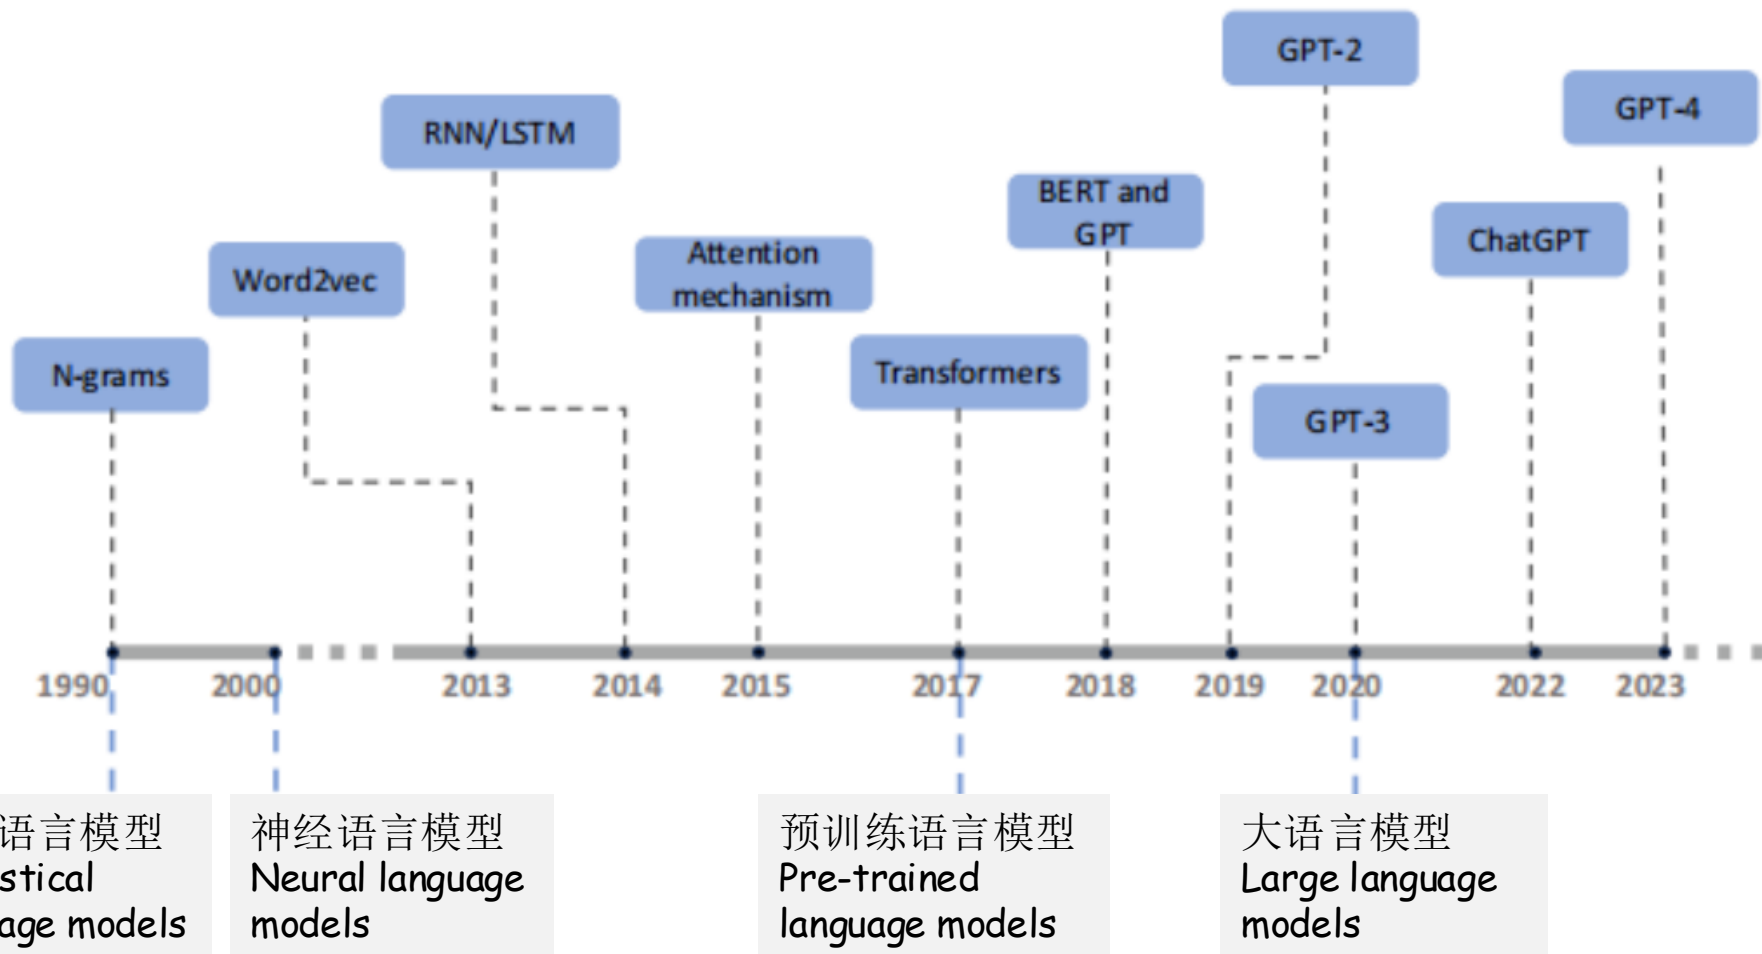 GPT-2
GPT-4
RNN/LSTM
BERT and
GPT
ChatGPT
Attention
mechanism
Word2vec
Transformers
N-grams
GPT-3
1990
2000
2013
2014
2015
2017
2018
2019
2020
2022
2023
语言模型
stical
age models
神经语言模型
Neural language
models
预训练语言模型
Pre-trained
language models
大语言模型
Large language
models